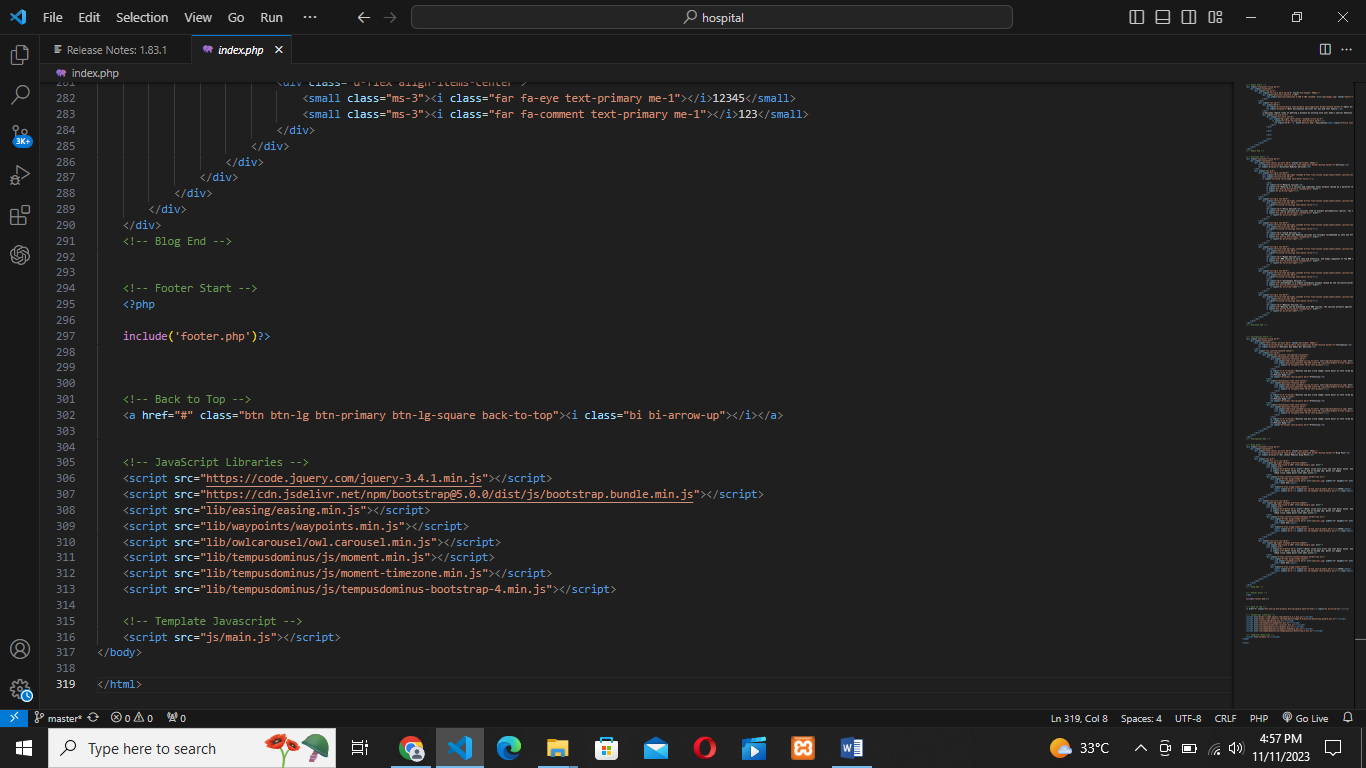 File Edit Selection View Go Run ··· hospital
Release Notes: 1.83.1 index.php
index.php
281 <div class="d-flex align-items-center">
282 <small class="ms-3"><i class="far fa-eye text-primary me-1"></i>12345</small>
283 <small class="ms-3"><i class="far fa-comment text-primary me-1"></i>123</small>
284 </div>
285 </div>
286 </div>
287 </div>
288 </div>
289 </div>
290 </div>
291 <!-- Blog End -->
292
293
294 <!-- Footer Start -->
295 <?php
296
297 include('footer.php')?>
298
299
300
301 <!-- Back to Top -->
302 <a href="#" class="btn btn-lg btn-primary btn-lg-square back-to-top"><i class="bi bi-arrow-up"></i></a>
303
304
305 <!-- JavaScript Libraries -->
306 <script src="https://code.jquery.com/jquery-3.4.1.min.js"></script>
307 <script src="https://cdn.jsdelivr.net/npm/bootstrap@5.0.0/dist/js/bootstrap.bundle.min.js"></script>
308 <script src="lib/easing/easing.min.js"></script>
309 <script src="lib/waypoints/waypoints.min.js"></script>
310 <script src="lib/owlcarousel/owl.carousel.min.js"></script>
311 <script src="lib/tempusdominus/js/moment.min.js"></script>
312 <script src="lib/tempusdominus/js/moment-timezone.min.js"></script>
313 <script src="lib/tempusdominus/js/tempusdominus-bootstrap-4.min.js"></script>
314
315 <!-- Template Javascript -->
316 <script src="js/main.js"></script>
317 </body>
318
319 </html>
3K+
master* 0 0 0 Ln 319, Col 8 Spaces: 4 UTF-8 CRLF PHP Go Live
Type here to search 33°C 4:57 PM
11/11/2023